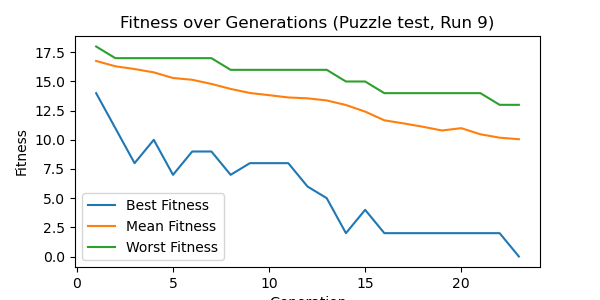 Fitness over Generations (Puzzle test, Run 9)
17.5
15.0
12.5
10.0
7.5
5.0
2.5
0.0
Fitness
Best Fitness
Mean Fitness
Worst Fitness
0
5
10
15
20
Generation